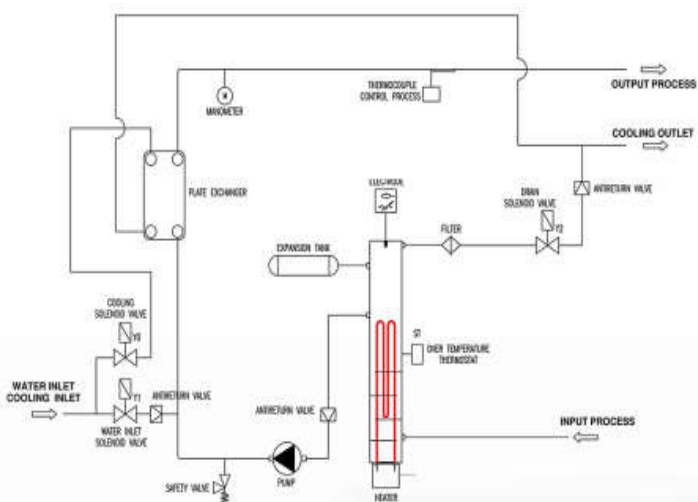 OUTPUT PROCESS
THERMOCOUPLE
CONTROL PROCESS
M
MANOMETER
COOLING OUTLET
PLATE EXCHANGER
ELECTRODE
DRAIN
SOLENOID VALVE
ANTIRETURN VALVE
Y2
FILTER
EXPANSION TANK
COOLING
SOLENOID VALVE
Y0
ST
OVER TEMPERATURE
THERMOSTAT
WATER INLET
COOLING INLET
Y1
ANTIRETURN VALVE
WATER INLET
SOLENOID VALVE
ANTIRETURN VALVE
INPUT PROCESS
SAFETY VALVE
PUMP
HEATER